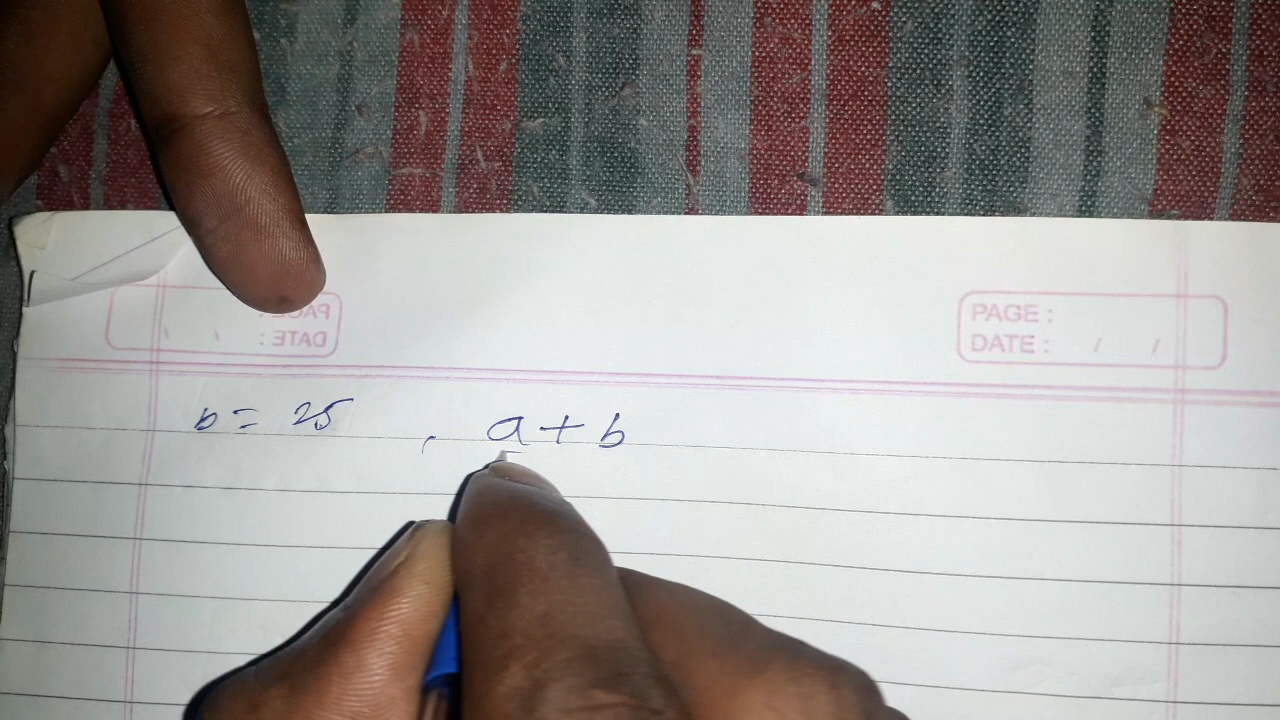 PAGE :
DATE : / /
b = 25 , a + b